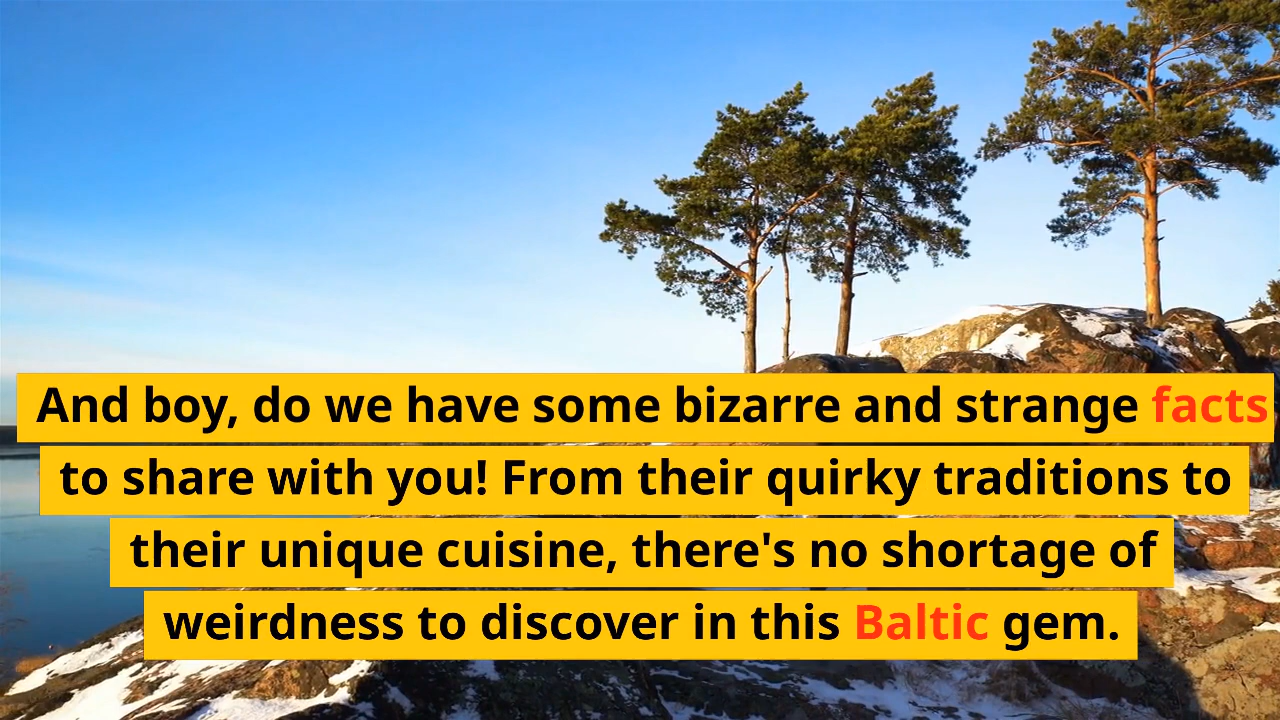 And boy, do we have some bizarre and strange facts
to share with you! From their quirky traditions to
their unique cuisine, there's no shortage of
weirdness to discover in this Baltic gem.